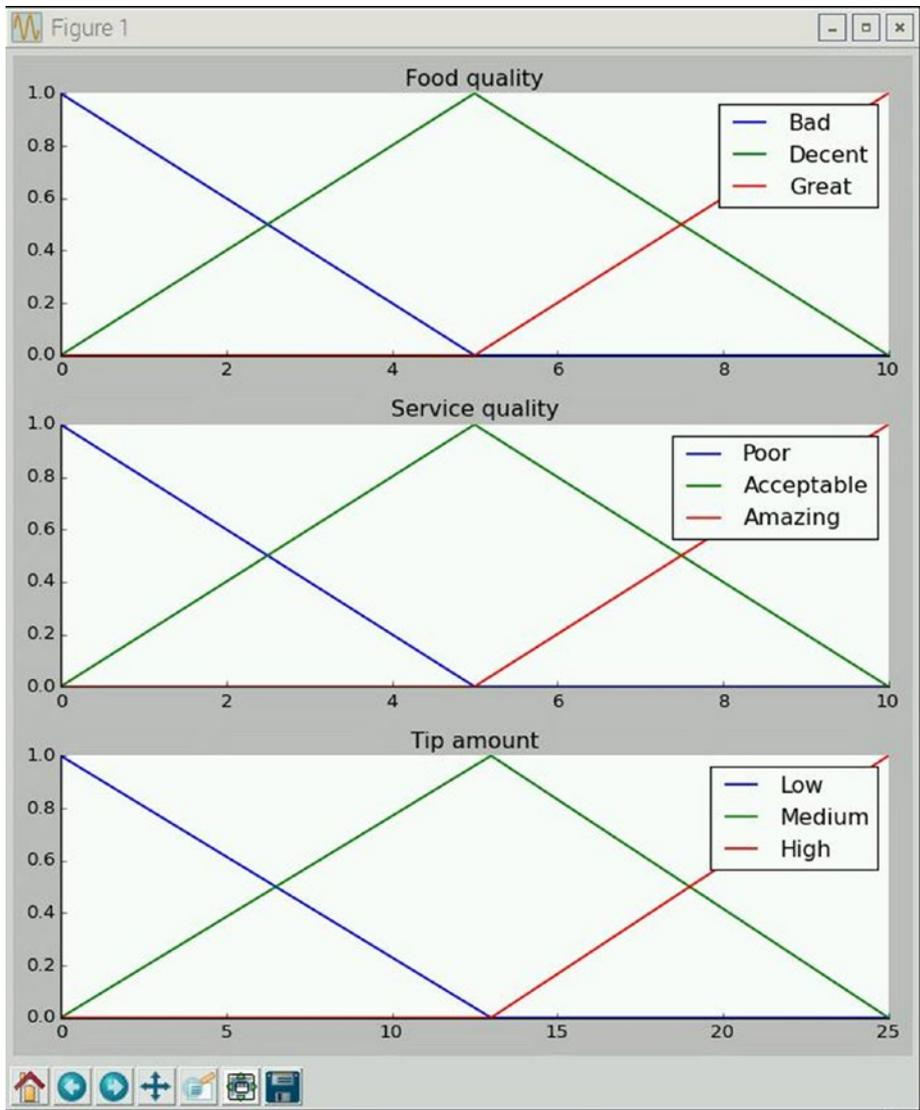 Figure 1
Food quality
1.0
0.8
0.6
0.4
0.2
0.0
0 2 4 6 8 10
Bad
Decent
Great
Service quality
1.0
0.8
0.6
0.4
0.2
0.0
0 2 4 6 8 10
Poor
Acceptable
Amazing
Tip amount
1.0
0.8
0.6
0.4
0.2
0.0
0 5 10 15 20 25
Low
Medium
High